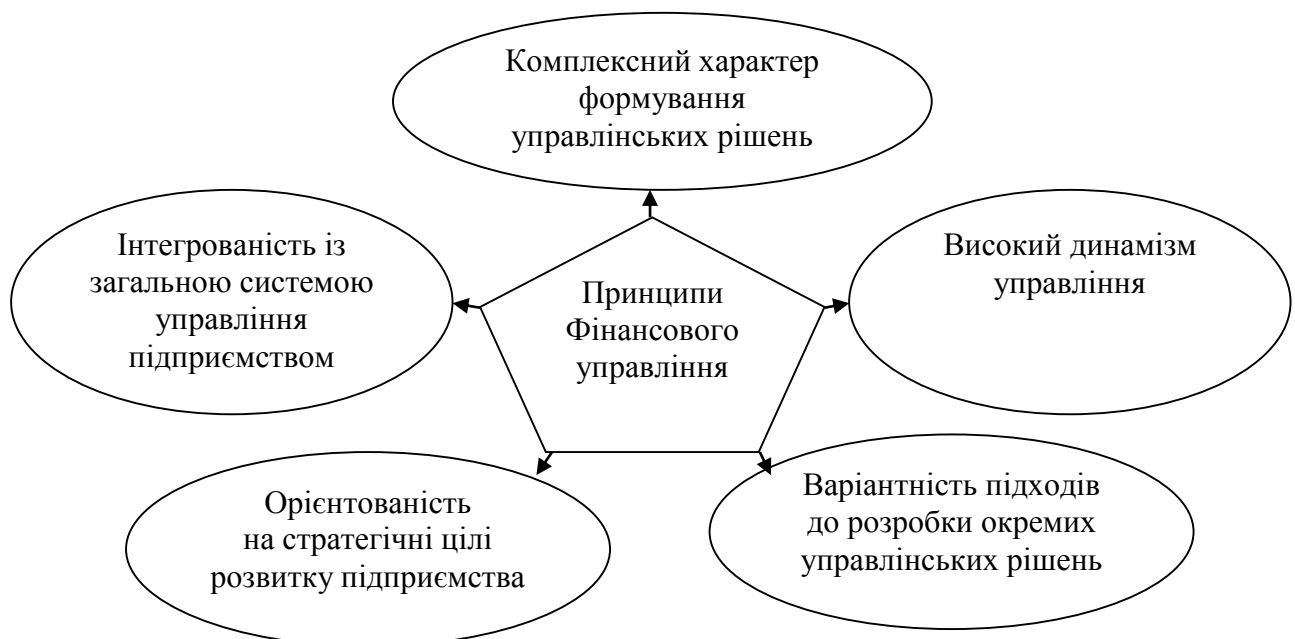 Комплексний характер
формування
управлінських рішень
Інтегрованість із
загальною системою
управління
підприємством
Принципи
Фінансового
управління
Високий динамізм
управління
Орієнтованість
на стратегічні цілі
розвитку підприємства
Варіантність підходів
до розробки окремих
управлінських рішень